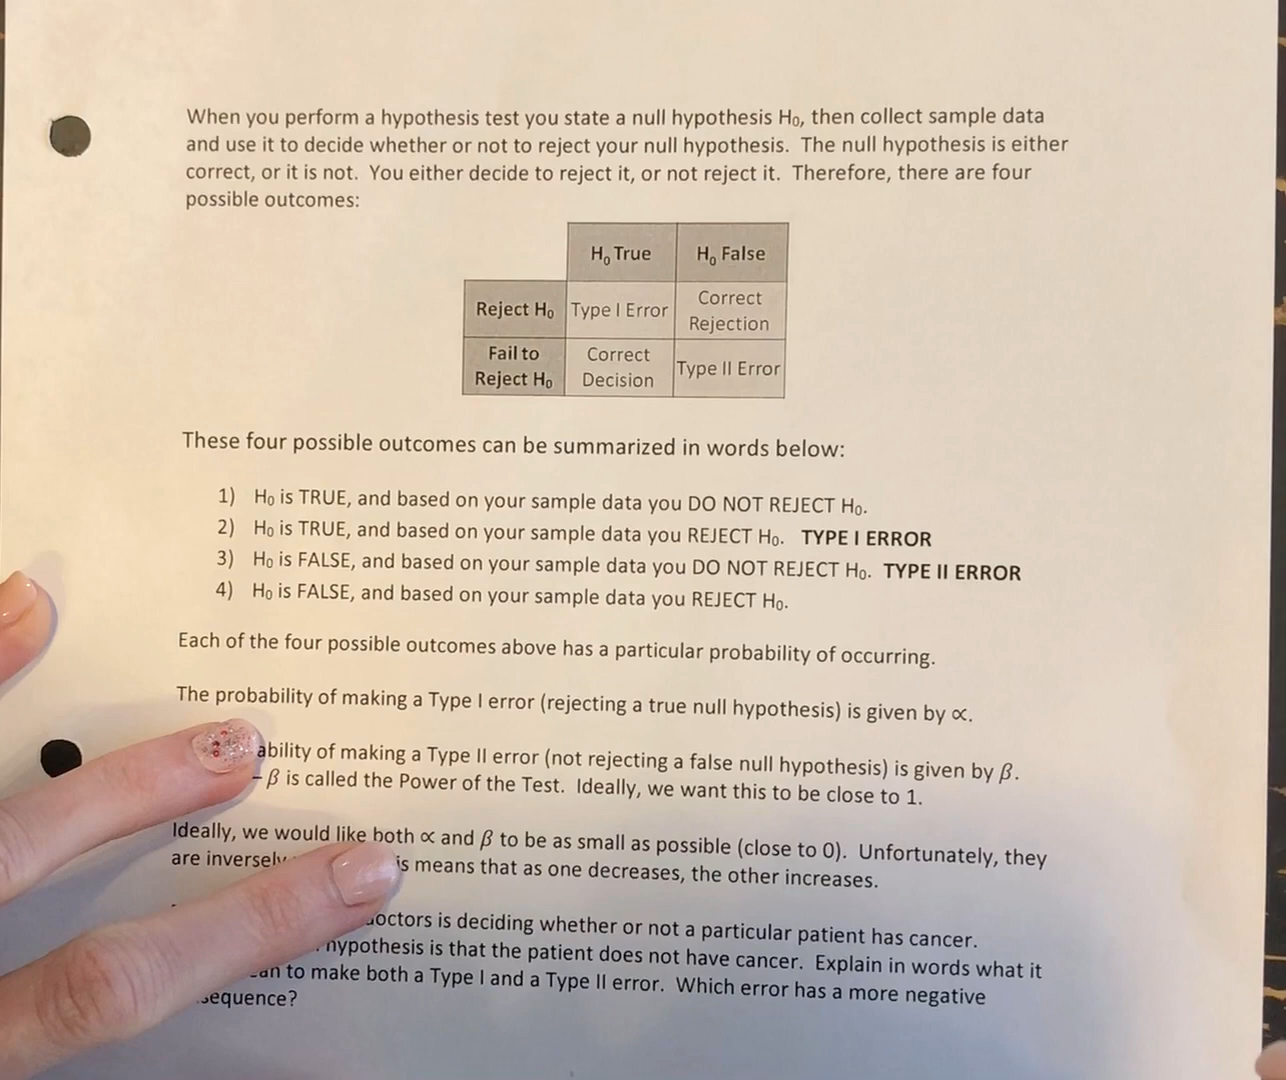 When you perform a hypothesis test you state a null hypothesis H₀, then collect sample data
and use it to decide whether or not to reject your null hypothesis. The null hypothesis is either
correct, or it is not. You either decide to reject it, or not reject it. Therefore, there are four
possible outcomes:
H₀ True H₀ False
Reject H₀ Type I Error Correct Rejection
Fail to Reject H₀ Correct Decision Type II Error
These four possible outcomes can be summarized in words below:
1) H₀ is TRUE, and based on your sample data you DO NOT REJECT H₀.
2) H₀ is TRUE, and based on your sample data you REJECT H₀. TYPE I ERROR
3) H₀ is FALSE, and based on your sample data you DO NOT REJECT H₀. TYPE II ERROR
4) H₀ is FALSE, and based on your sample data you REJECT H₀.
Each of the four possible outcomes above has a particular probability of occurring.
The probability of making a Type I error (rejecting a true null hypothesis) is given by ∝.
ability of making a Type II error (not rejecting a false null hypothesis) is given by β.
− β is called the Power of the Test. Ideally, we want this to be close to 1.
Ideally, we would like both ∝ and β to be as small as possible (close to 0). Unfortunately, they
are inversely is means that as one decreases, the other increases.
doctors is deciding whether or not a particular patient has cancer.
hypothesis is that the patient does not have cancer. Explain in words what it
an to make both a Type I and a Type II error. Which error has a more negative
sequence?